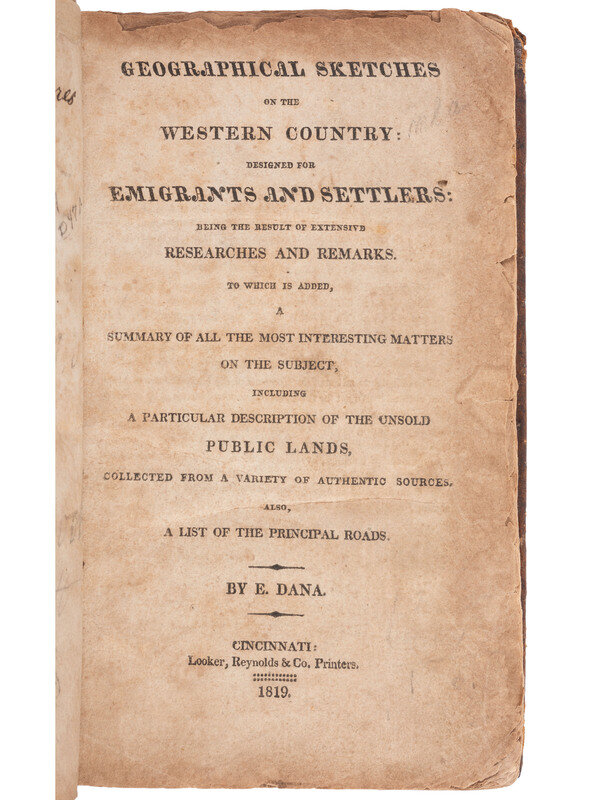 GEOGRAPHICAL SKETCHES
ON THE
WESTERN COUNTRY:
DESIGNED FOR
EMIGRANTS AND SETTLERS:
BEING THE RESULT OF EXTENSIVE
RESEARCHES AND REMARKS.
TO WHICH IS ADDED,
A
SUMMARY OF ALL THE MOST INTERESTING MATTERS
ON THE SUBJECT,
INCLUDING
A PARTICULAR DESCRIPTION OF THE UNSOLD
PUBLIC LANDS,
COLLECTED FROM A VARIETY OF AUTHENTIC SOURCES.
ALSO,
A LIST OF THE PRINCIPAL ROADS.
BY E. DANA.
CINCINNATI:
Looker, Reynolds & Co. Printers.
1819.